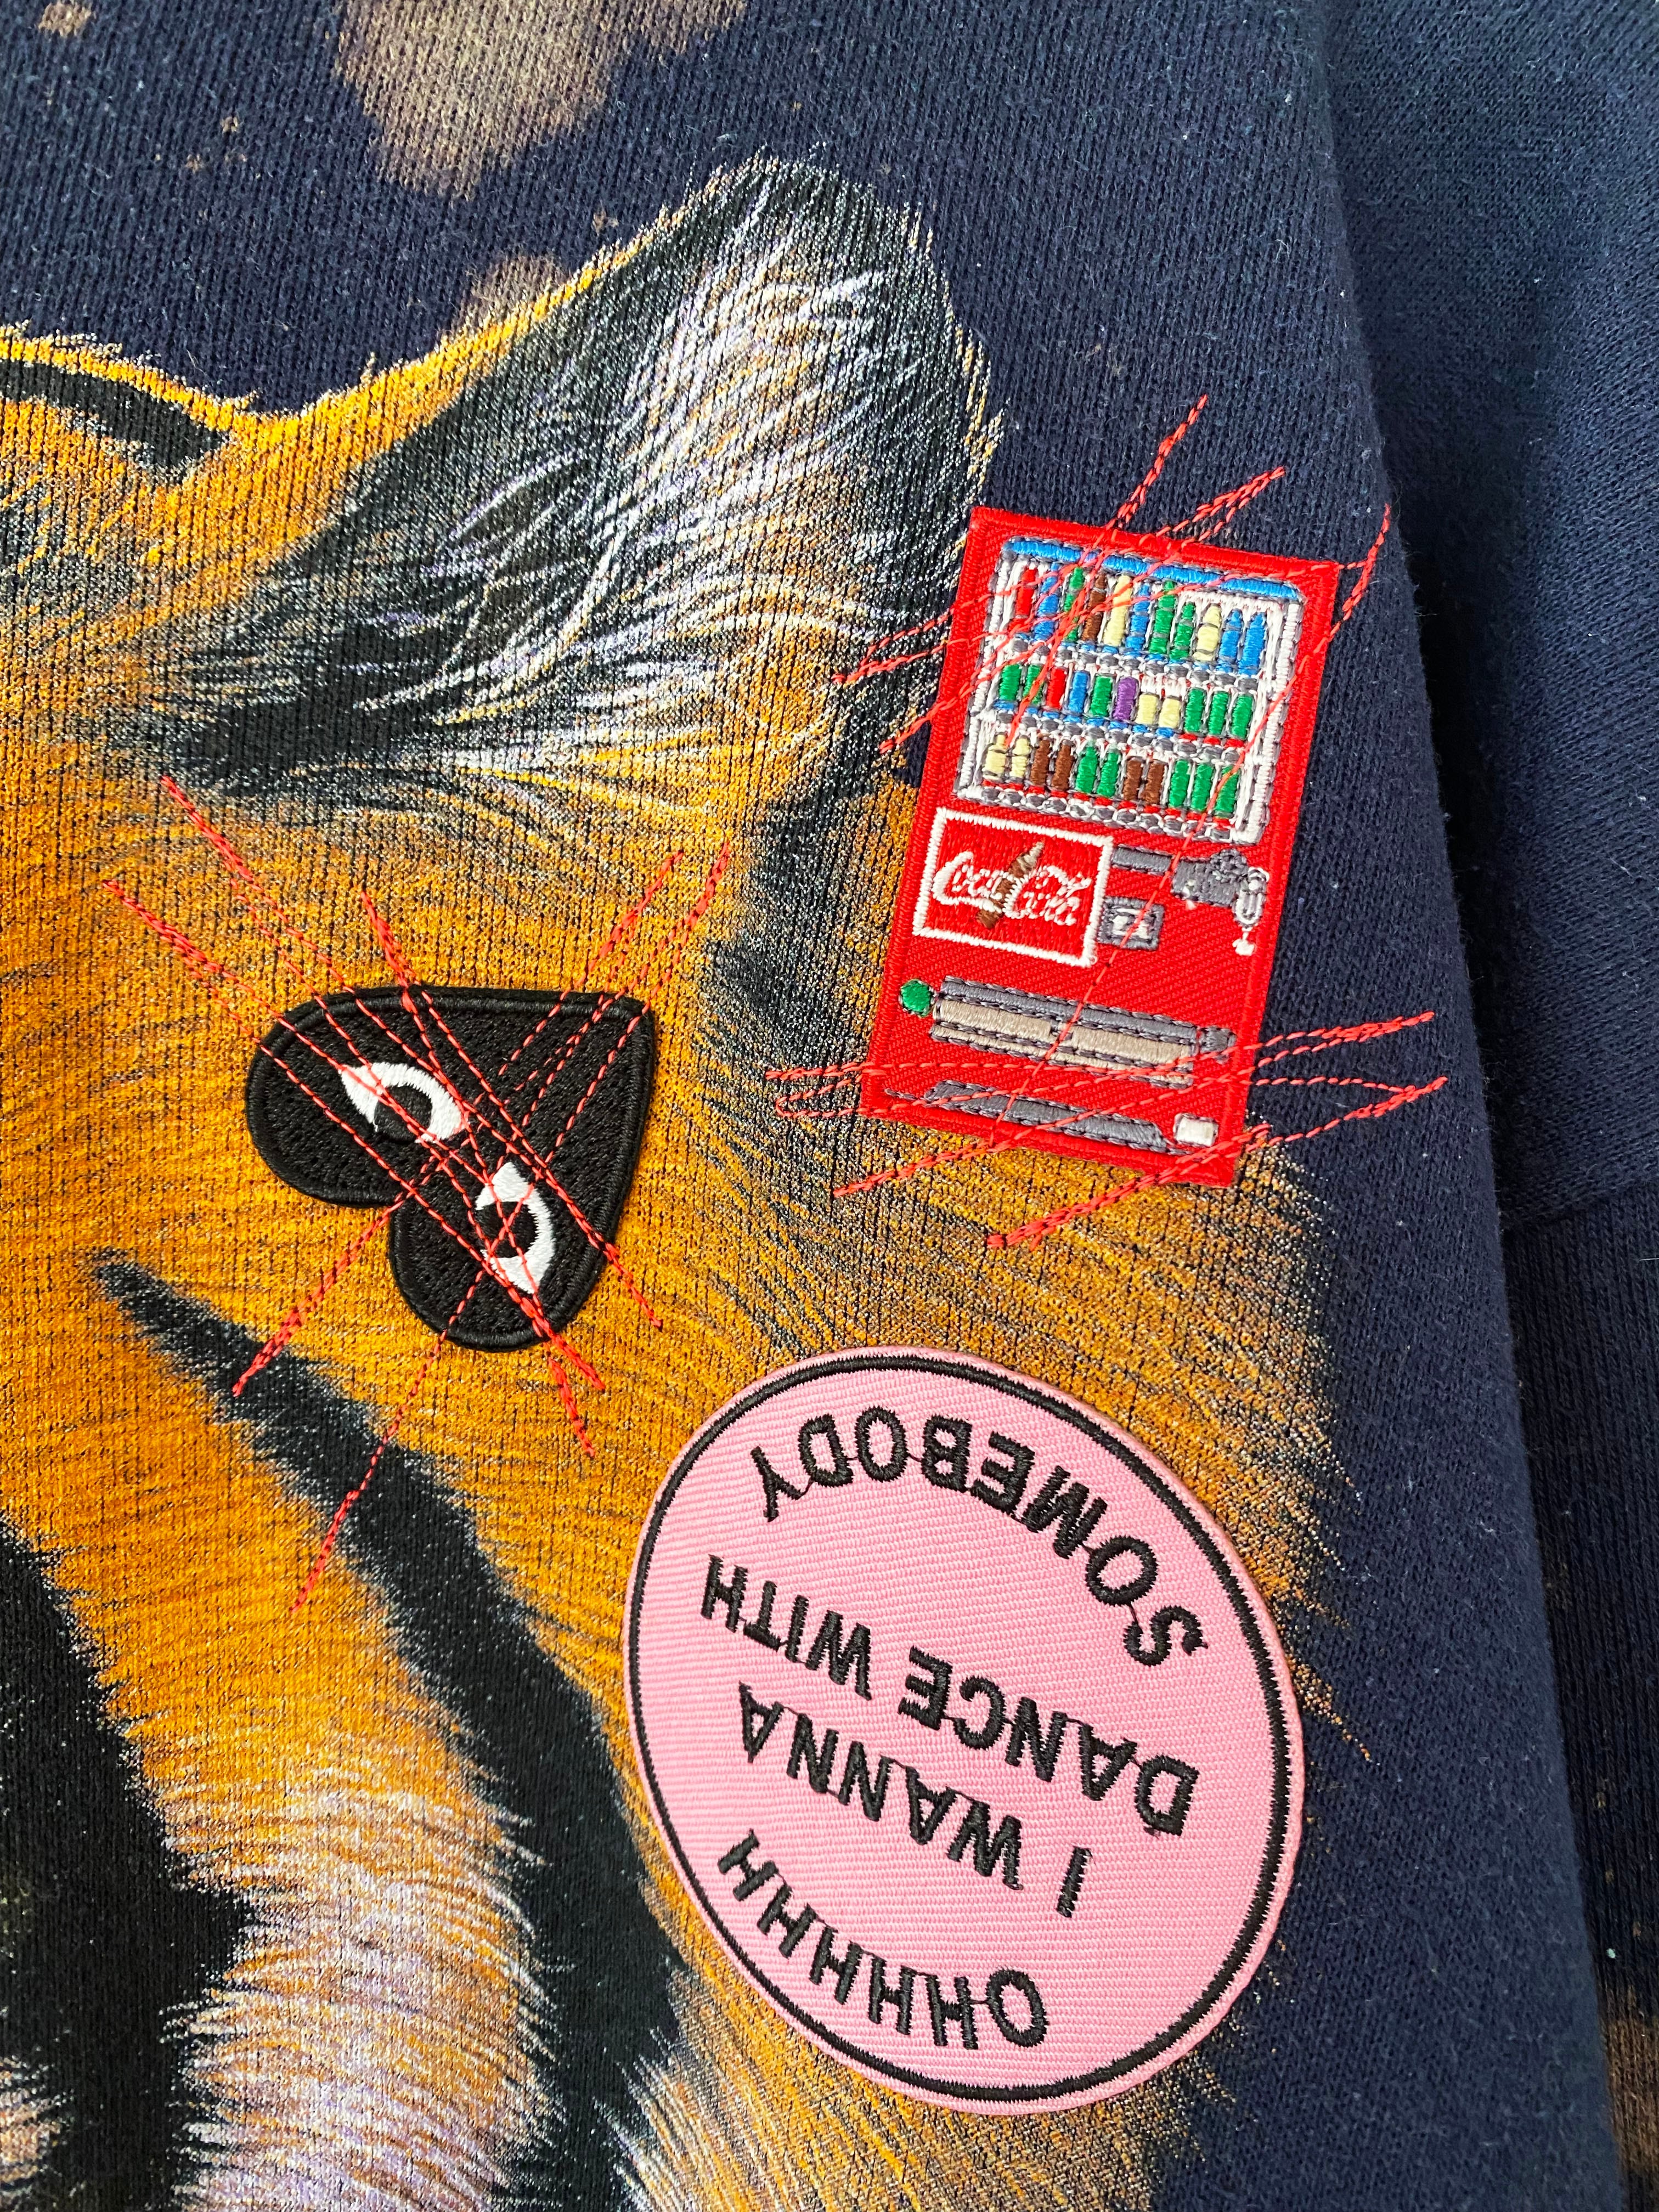 Coca-Cola
OHHHHH
I WANNA
DANCE WITH
SOMEBODY